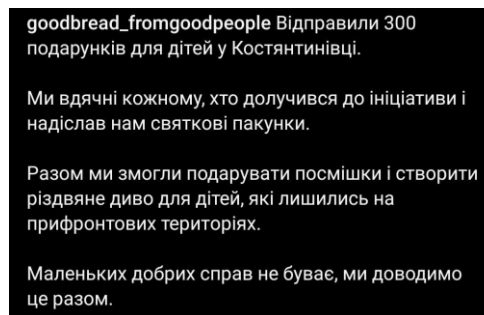 goodbread_fromgoodpeople Відправили 300
подарунків для дітей у Костянтинівці.
Ми вдячні кожному, хто долучився до ініціативи і
надіслав нам святкові пакунки.
Разом ми змогли подарувати посмішки і створити
різдвяне диво для дітей, які лишились на
прифронтових територіях.
Маленьких добрих справ не буває, ми доводимо
це разом.